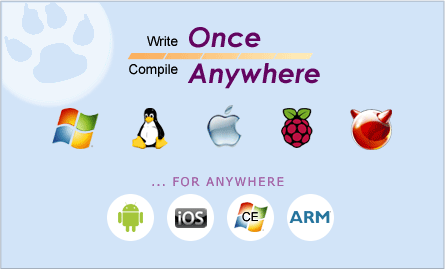 Write Once
Compile Anywhere
... FOR ANYWHERE
iOS CE ARM